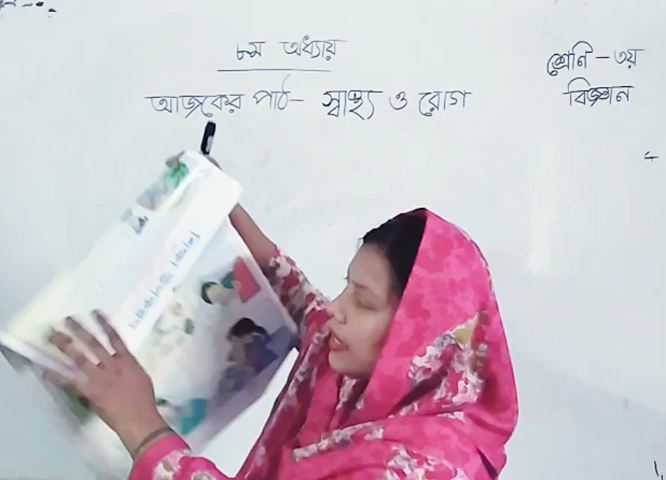 ৮ম অধ্যায়
আজকের পাঠ - স্বাস্থ্য ও রোগ
শ্রেণি - ৩য়
বিজ্ঞান